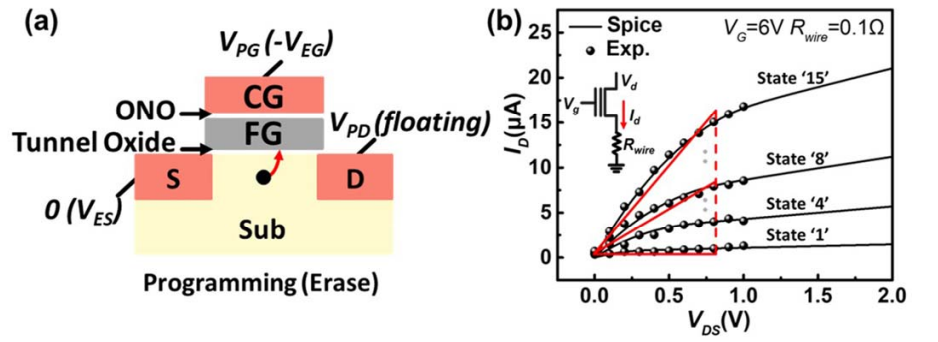 (a)
V_PG (-V_EG)
ONO
CG
Tunnel Oxide
FG
V_PD (floating)
S
D
0 (V_ES)
Sub
Programming (Erase)
(b)
Spice
Exp.
V_G=6V R_wire=0.1Ω
State ‘15’
State ‘8’
State ‘4’
State ‘1’
V_d
V_g
I_d
R_wire
I_D(μA)
25
20
15
10
5
0
0.0 0.5 1.0 1.5 2.0
V_DS(V)